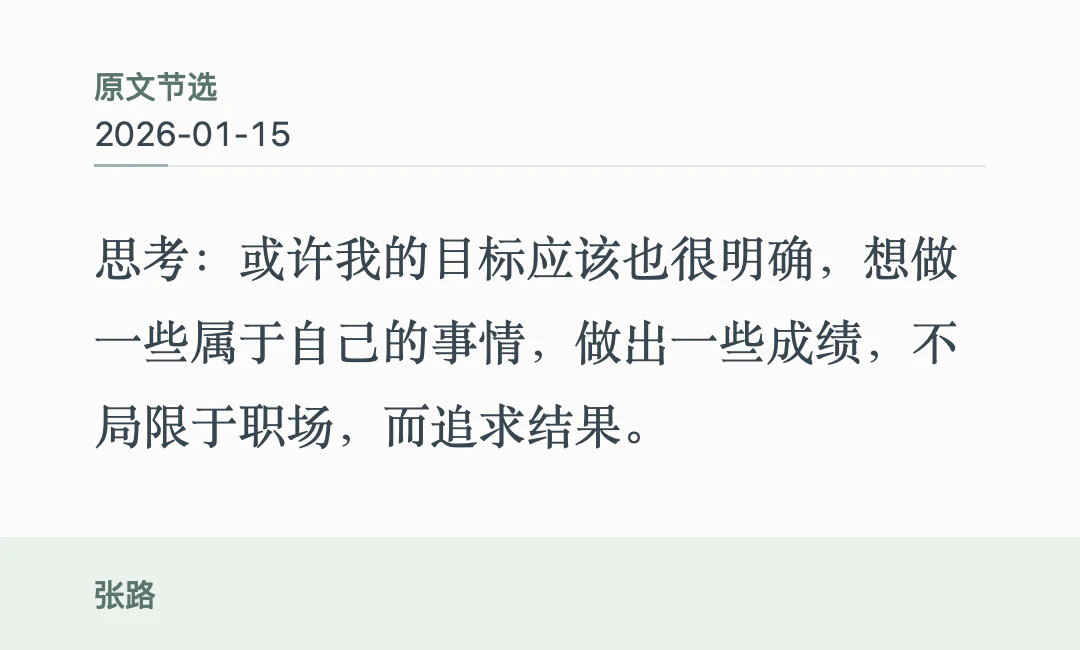 原文节选
2026-01-15
思考：或许我的目标应该也很明确，想做
一些属于自己的事情，做出一些成绩，不
局限于职场，而追求结果。
张路